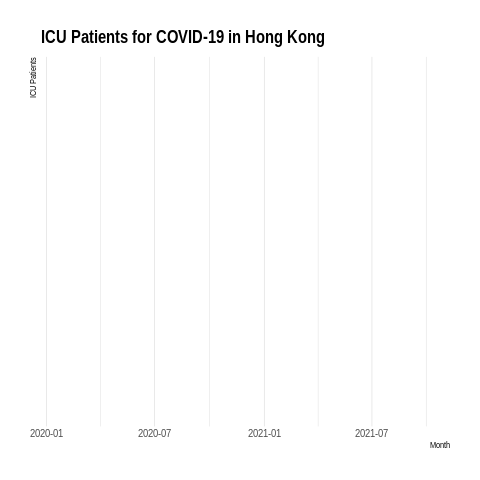 ICU Patients for COVID-19 in Hong Kong
ICU Patients
2020-01 2020-07 2021-01 2021-07
Month